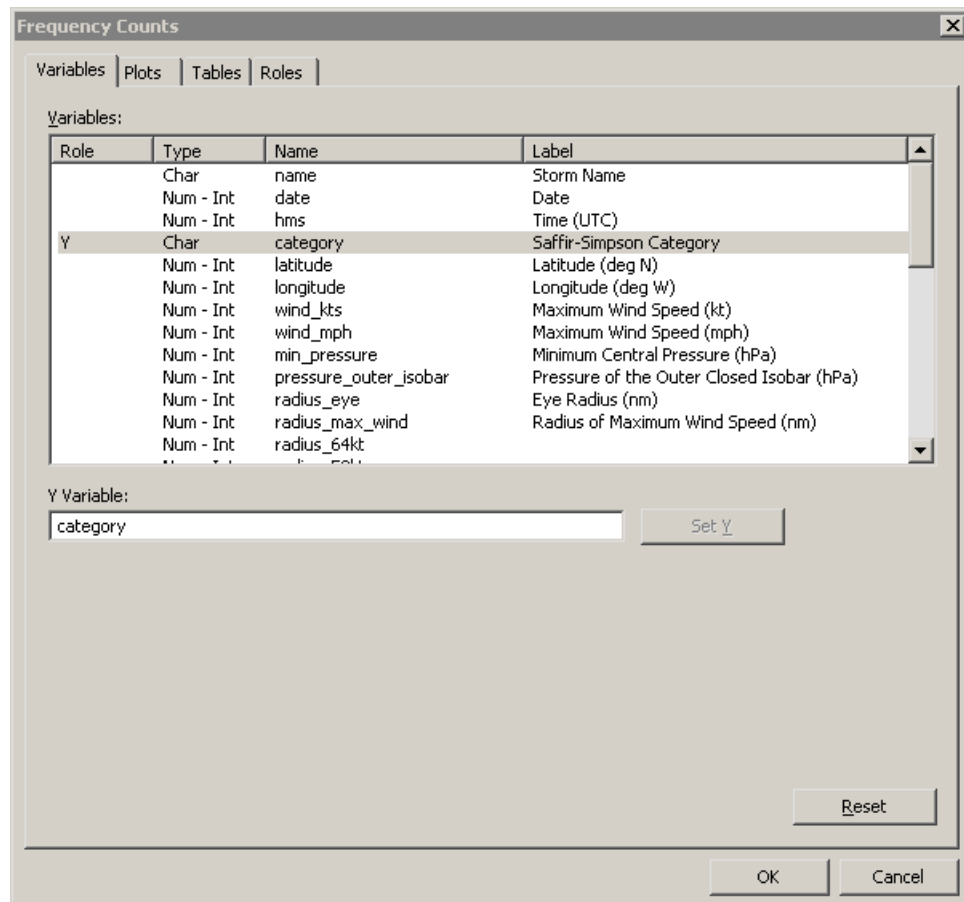 Frequency Counts
Variables Plots Tables Roles
Variables:
Role Type Name Label
Char name Storm Name
Num - Int date Date
Num - Int hms Time (UTC)
Y Char category Saffir-Simpson Category
Num - Int latitude Latitude (deg N)
Num - Int longitude Longitude (deg W)
Num - Int wind_kts Maximum Wind Speed (kt)
Num - Int wind_mph Maximum Wind Speed (mph)
Num - Int min_pressure Minimum Central Pressure (hPa)
Num - Int pressure_outer_isobar Pressure of the Outer Closed Isobar (hPa)
Num - Int radius_eye Eye Radius (nm)
Num - Int radius_max_wind Radius of Maximum Wind Speed (nm)
Num - Int radius_64kt
Y Variable:
category Set Y
Reset
OK Cancel